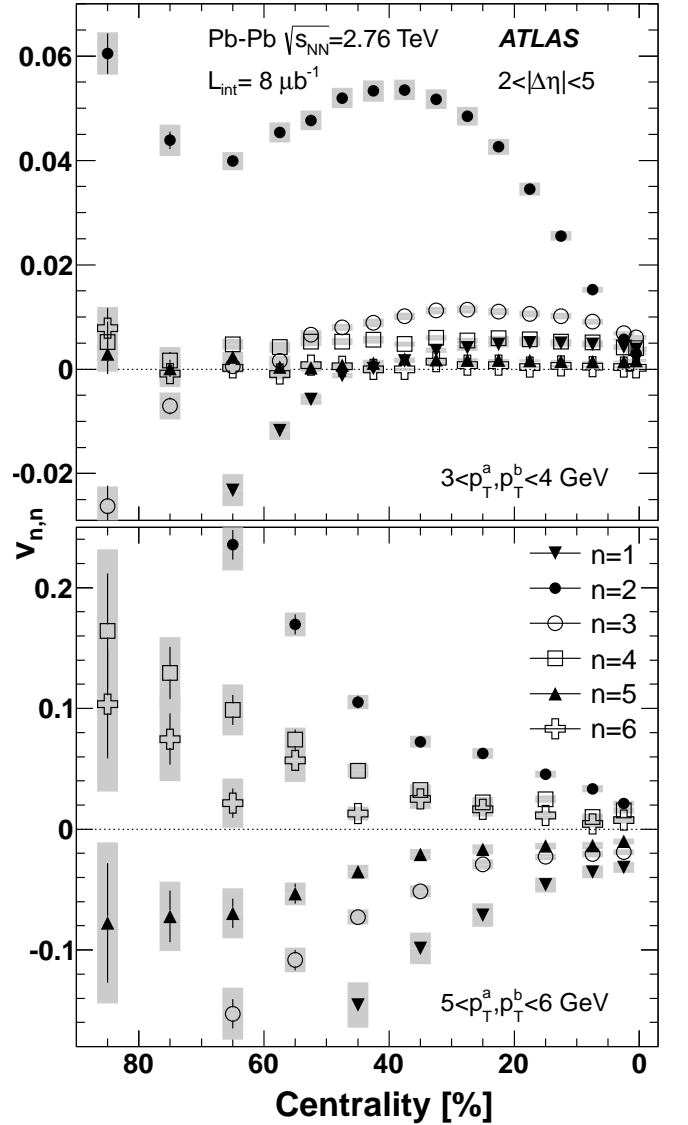 Pb-Pb √s_NN=2.76 TeV ATLAS
L_int= 8 μb⁻¹ 2<|Δη|<5
0.06
0.04
0.02
0
-0.02
3<p_T^a,p_T^b<4 GeV
v_n,n
n=1
n=2
n=3
n=4
n=5
n=6
0.2
0.1
0
-0.1
5<p_T^a,p_T^b<6 GeV
80 60 40 20 0
Centrality [%]